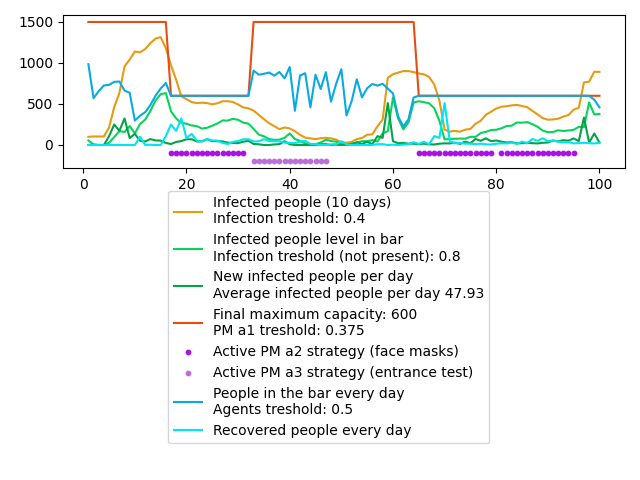 1500
1000
500
0
0 20 40 60 80 100
Infected people (10 days)
Infection treshold: 0.4
Infected people level in bar
Infection treshold (not present): 0.8
New infected people per day
Average infected people per day 47.93
Final maximum capacity: 600
PM a1 treshold: 0.375
Active PM a2 strategy (face masks)
Active PM a3 strategy (entrance test)
People in the bar every day
Agents treshold: 0.5
Recovered people every day